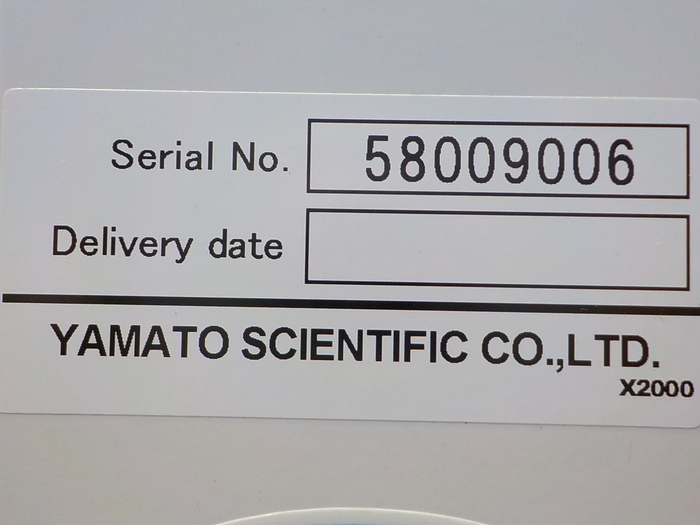 Serial No. 58009006
Delivery date
YAMATO SCIENTIFIC CO.,LTD.
X2000